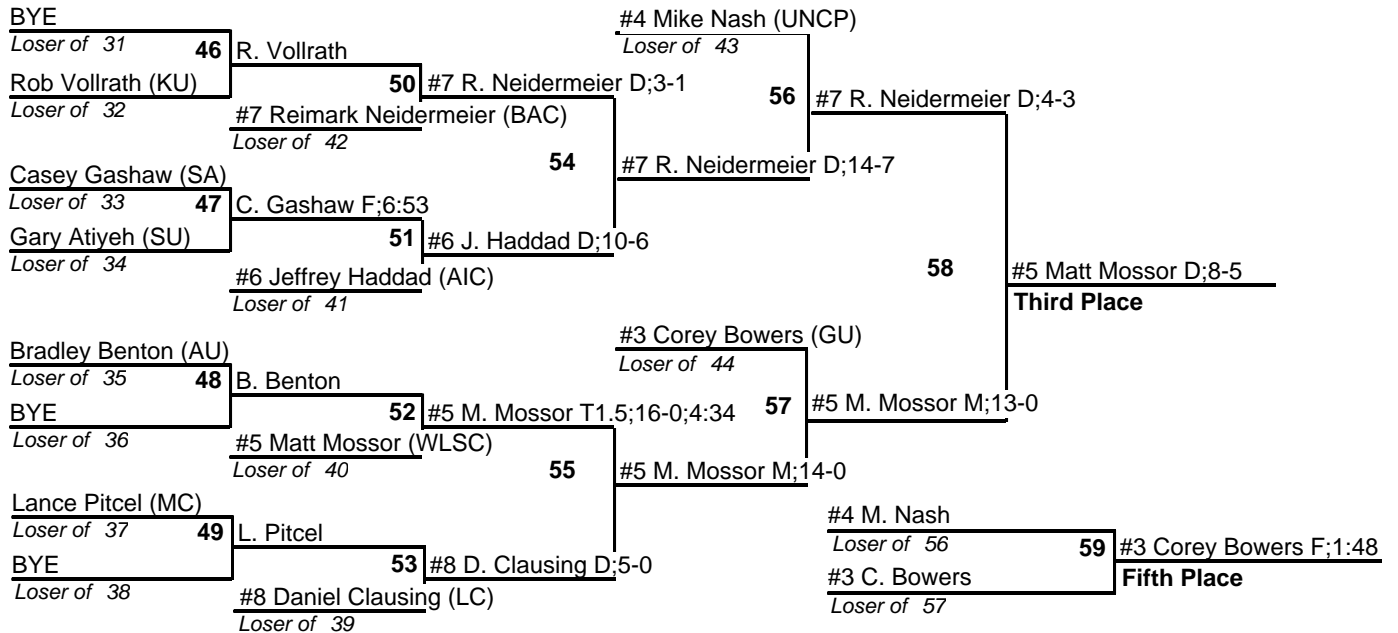 BYE
Loser of 31
46
R. Vollrath
Rob Vollrath (KU)
Loser of 32
50
#7 R. Neidermeier D;3-1
#7 Reimark Neidermeier (BAC)
Loser of 42
Casey Gashaw (SA)
Loser of 33
47
C. Gashaw F;6:53
Gary Atiyeh (SU)
Loser of 34
51
#6 J. Haddad D;10-6
#6 Jeffrey Haddad (AIC)
Loser of 41
54
#7 R. Neidermeier D;14-7
#4 Mike Nash (UNCP)
Loser of 43
56
#7 R. Neidermeier D;4-3
Bradley Benton (AU)
Loser of 35
48
B. Benton
BYE
Loser of 36
52
#5 M. Mossor T1.5;16-0;4:34
#5 Matt Mossor (WLSC)
Loser of 40
Lance Pitcel (MC)
Loser of 37
49
L. Pitcel
BYE
Loser of 38
53
#8 D. Clausing D;5-0
#8 Daniel Clausing (LC)
Loser of 39
55
#5 M. Mossor M;14-0
#3 Corey Bowers (GU)
Loser of 44
57
#5 M. Mossor M;13-0
58
#5 Matt Mossor D;8-5
Third Place
#4 M. Nash
Loser of 56
59
#3 Corey Bowers F;1:48
#3 C. Bowers
Fifth Place
Loser of 57